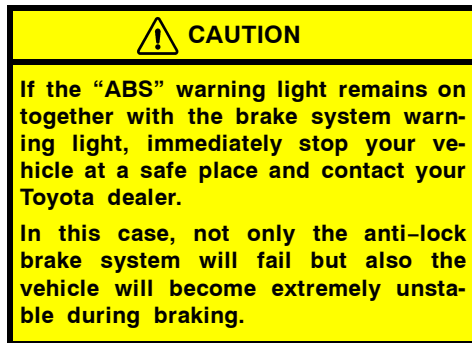 CAUTION
If the “ABS” warning light remains on
together with the brake system warn-
ing light, immediately stop your ve-
hicle at a safe place and contact your
Toyota dealer.
In this case, not only the anti−lock
brake system will fail but also the
vehicle will become extremely unsta-
ble during braking.